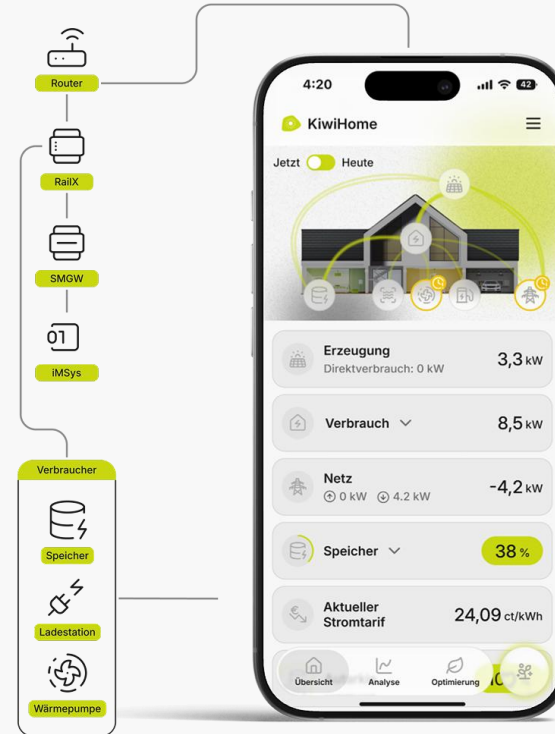 Router
RailX
SMGW
01
iMSys
Verbraucher
Speicher
Ladestation
Wärmepumpe
4:20
42
KiwiHome
Jetzt
Heute
Erzeugung
Direktverbrauch: 0 kW
3,3 kW
Verbrauch
8,5 kW
Netz
0 kW 4.2 kW
-4,2 kW
Speicher
38 %
Aktueller
Stromtarif
24,09 ct/kWh
Übersicht
Analyse
Optimierung